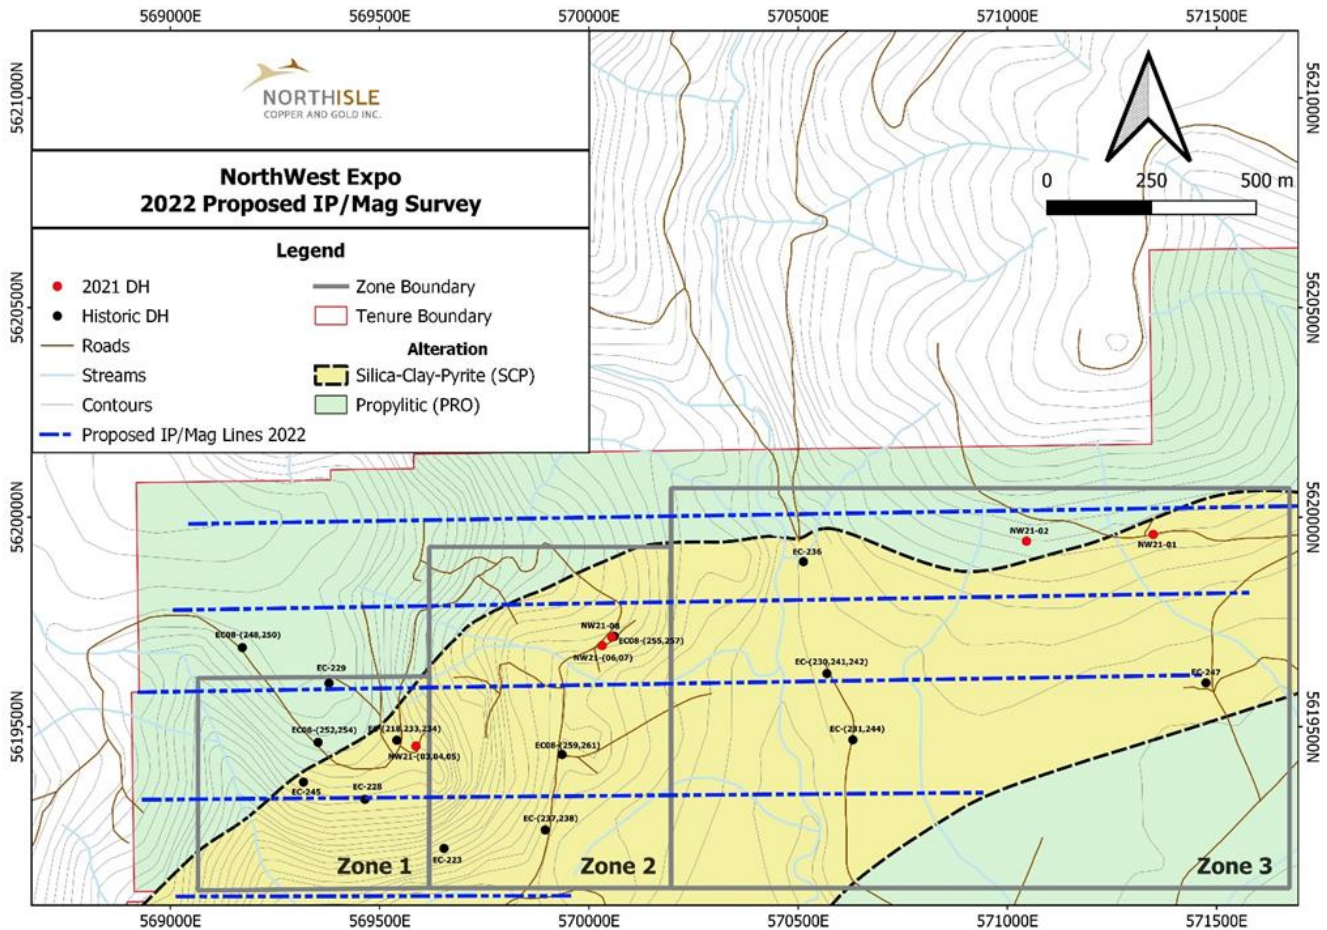 569000E 569500E 570000E 570500E 571000E 571500E
5621000N
5620500N
5620000N
5619500N
NORTHISLE
COPPER AND GOLD INC.
NorthWest Expo
2022 Proposed IP/Mag Survey
Legend
2021 DH
Historic DH
Roads
Streams
Contours
Proposed IP/Mag Lines 2022
Zone Boundary
Tenure Boundary
Alteration
Silica-Clay-Pyrite (SCP)
Propylitic (PRO)
0 250 500 m
5621000N
5620500N
5620000N
5619500N
NW21-02
NW21-01
EC-236
NW21-08
EC08-(255,257)
NW21-(06,07)
EC08-(248,250)
EC-229
EC-(230,241,242)
EC-247
EC08-(252,254)
EC-(218,233,234)
NW21-(03,04,05)
EC08-(259,261)
EC-(231,244)
EC-245
EC-228
EC-(237,238)
EC-223
Zone 1
Zone 2
Zone 3
569000E 569500E 570000E 570500E 571000E 571500E